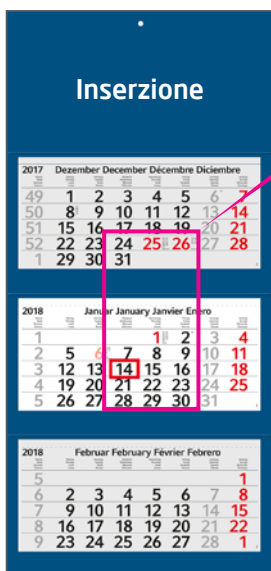 Inserzione
2017 Dezember December Décembre Diciembre
49 1 2 3 4 5 6 7
50 8 9 10 11 12 13 14
51 15 16 17 18 19 20 21
52 22 23 24 25 26 27 28
1 29 30 31
2018 Januar January Janvier Enero
1 1 2 3 4
2 5 6 7 8 9 10 11
3 12 13 14 15 16 17 18
4 19 20 21 22 23 24 25
5 26 27 28 29 30 31
2018 Februar February Février Febrero
5 1
6 2 3 4 5 6 7 8
7 9 10 11 12 13 14 15
8 16 17 18 19 20 21 22
9 23 24 25 26 27 28 1